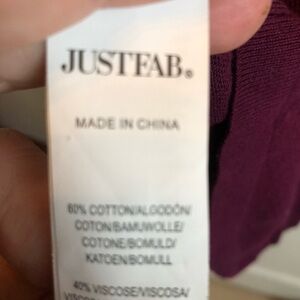 JUSTFAB®
MADE IN CHINA
60% COTTON/ALGODÓN/
COTON/BAMUWOLLE/
COTONE/BOMULD/
KATOEN/BOMULL
40% VISCOSE/VISCOSA/